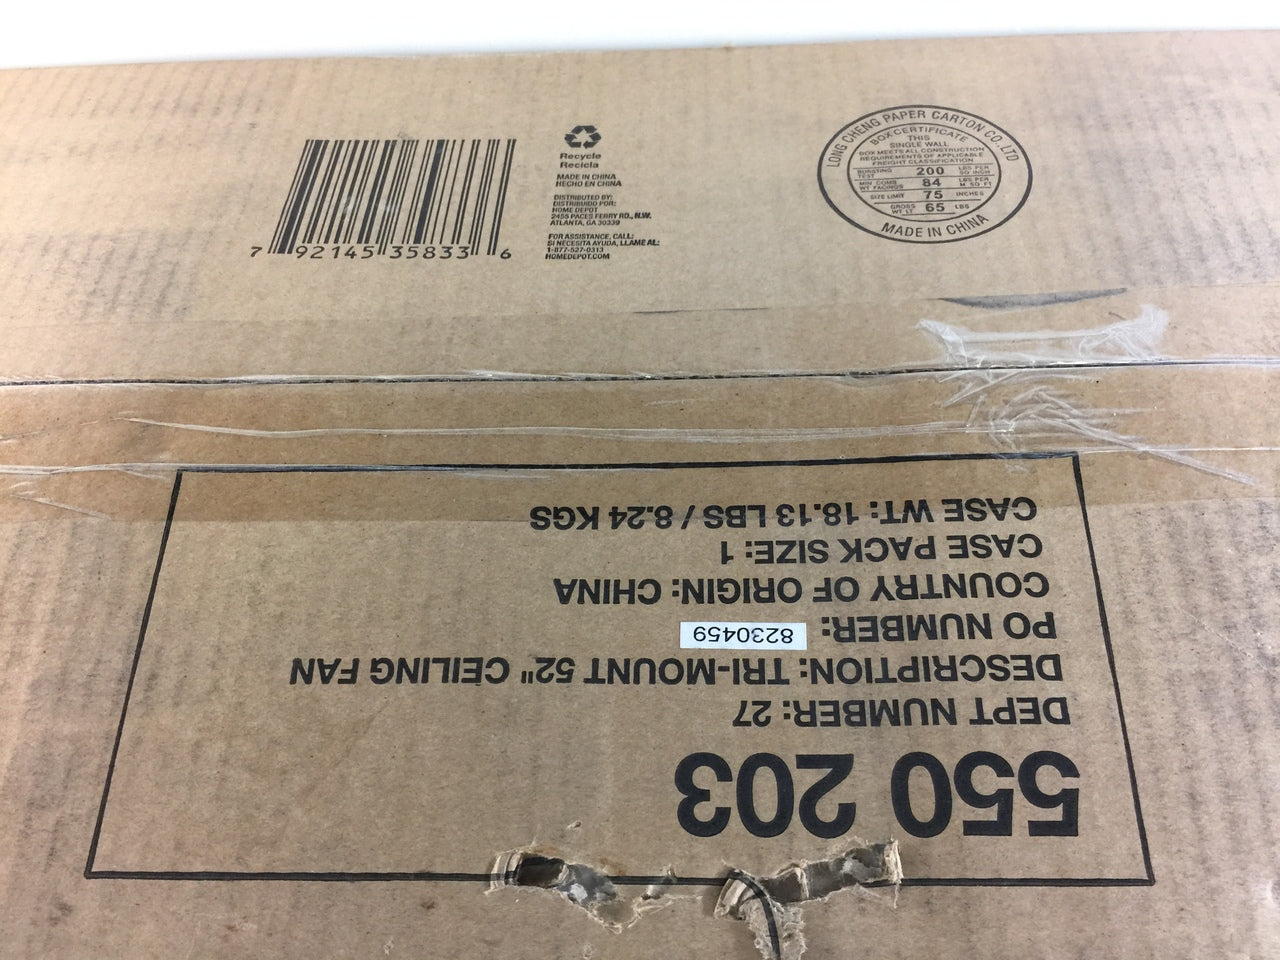 7 92145 35833 6
Recycle
Recicla
MADE IN CHINA
HECHO EN CHINA
DISTRIBUTED BY:
DISTRIBUIDO POR:
HOME DEPOT
2455 PACES FERRY RD., N.W.
ATLANTA, GA 30339
FOR ASSISTANCE, CALL:
SI NECESITA AYUDA, LLAME AL:
1-877-527-0313
HOMEDEPOT.COM
LONG CHENG PAPER CARTON CO.,LTD
BOX CERTIFICATE
THIS
SINGLE WALL
BOX MEETS ALL CONSTRUCTION
REQUIREMENTS OF APPLICABLE
FREIGHT CLASSIFICATION
BURSTING TEST 200 LBS PER SQ INCH
MIN COMB WT FACINGS 84 LBS PER M SQ FT
SIZE LIMIT 75 INCHES
GROSS WT LT 65 LBS
MADE IN CHINA
550 203
DEPT NUMBER: 27
DESCRIPTION: TRI-MOUNT 52" CEILING FAN
PO NUMBER: 8230459
COUNTRY OF ORIGIN: CHINA
CASE PACK SIZE: 1
CASE WT: 18.13 LBS / 8.24 KGS